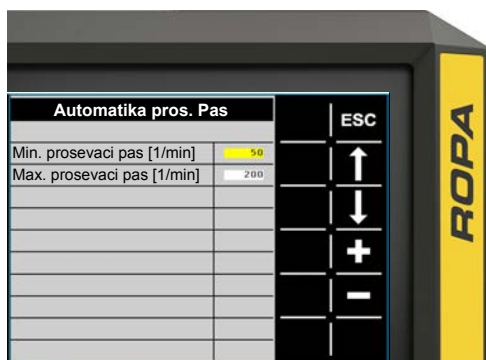 Automatika pros. Pas
ESC
Min. prosevaci pas [1/min] 50
Max. prosevaci pas [1/min] 200
ROPA